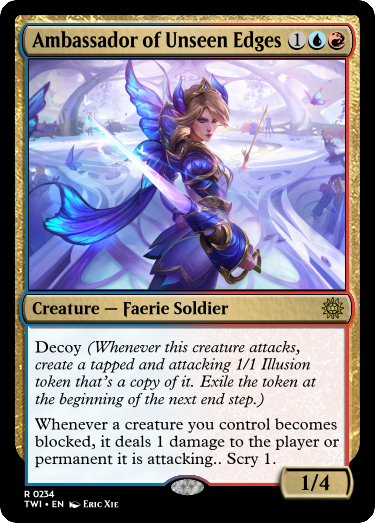 Ambassador of Unseen Edges 1
Creature — Faerie Soldier
Decoy (Whenever this creature attacks,
create a tapped and attacking 1/1 Illusion
token that's a copy of it. Exile the token at
the beginning of the next end step.)
Whenever a creature you control becomes
blocked, it deals 1 damage to the player or
permanent it is attacking.. Scry 1.
1/4
R 0234
TWI • EN Eric Xie